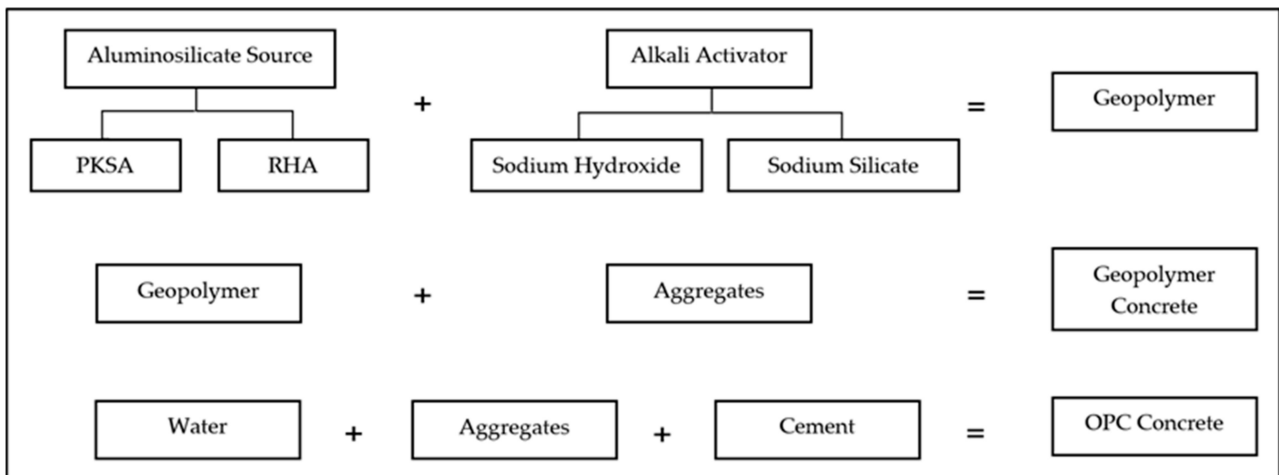 Aluminosilicate Source + Alkali Activator = Geopolymer
PKSA RHA Sodium Hydroxide Sodium Silicate
Geopolymer + Aggregates = Geopolymer
Concrete
Water + Aggregates + Cement = OPC Concrete